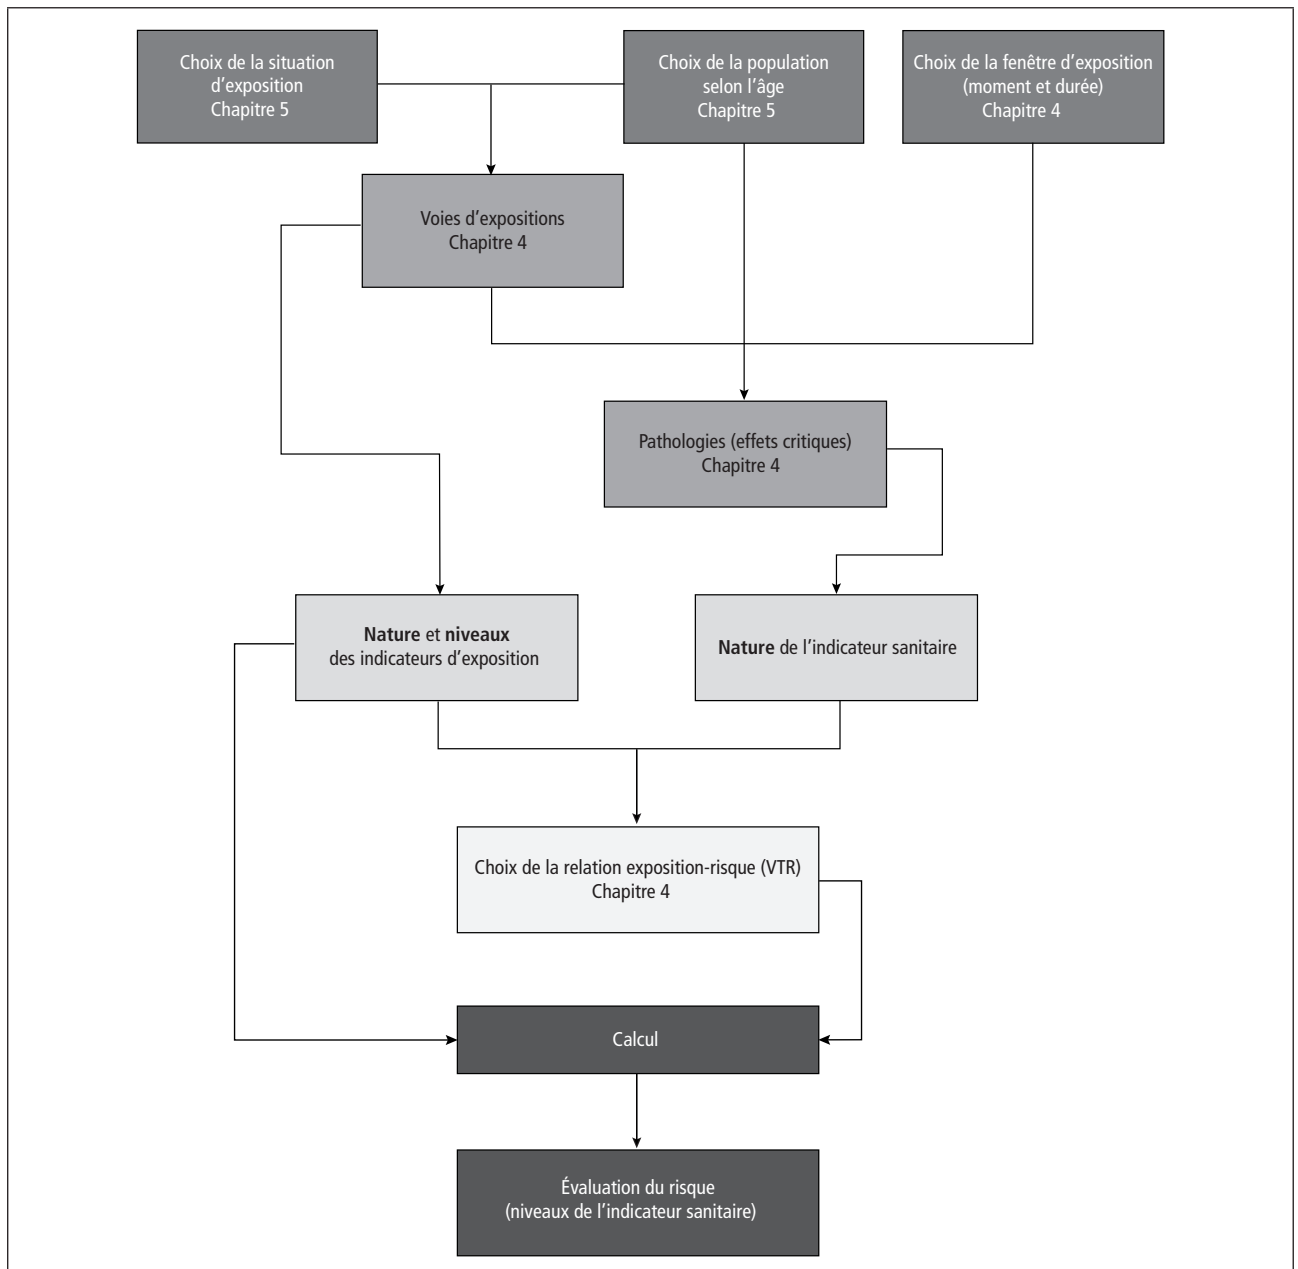 Choix de la situation
d'exposition
Chapitre 5
Choix de la population
selon l'âge
Chapitre 5
Choix de la fenêtre d'exposition
(moment et durée)
Chapitre 4
Voies d'expositions
Chapitre 4
Pathologies (effets critiques)
Chapitre 4
Nature et niveaux
des indicateurs d'exposition
Nature de l'indicateur sanitaire
Choix de la relation exposition-risque (VTR)
Chapitre 4
Calcul
Évaluation du risque
(niveaux de l'indicateur sanitaire)